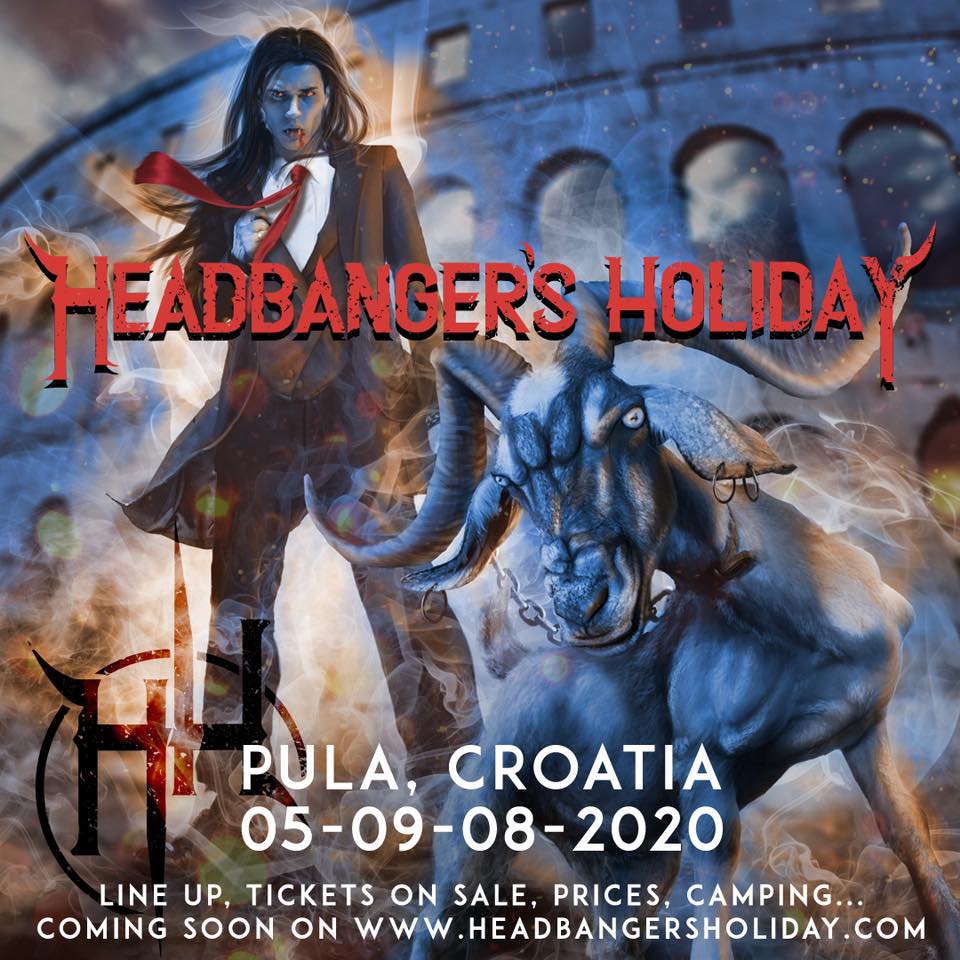 HEADBANGER'S HOLIDAY
HH
PULA, CROATIA
05-09-08-2020
LINE UP, TICKETS ON SALE, PRICES, CAMPING...
COMING SOON ON WWW.HEADBANGERSHOLIDAY.COM